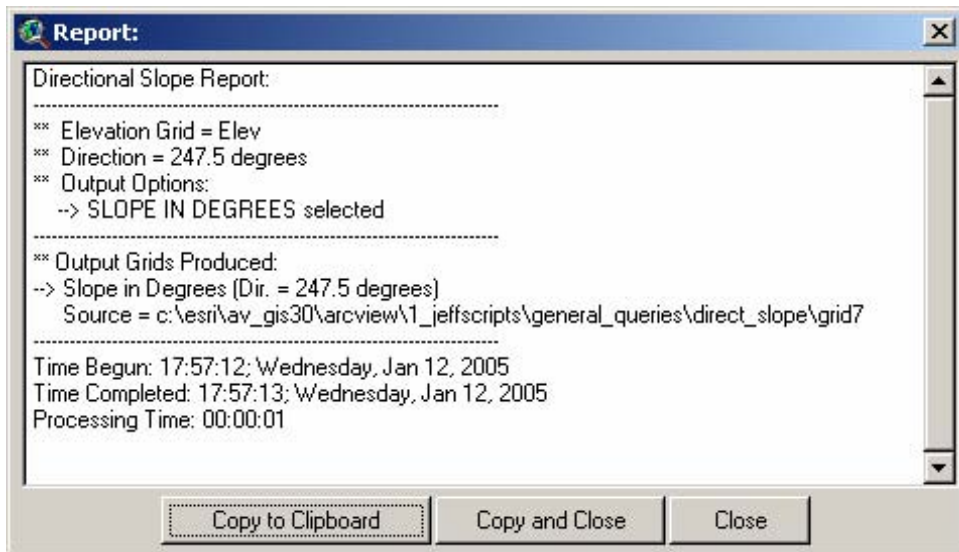 Report:
Directional Slope Report:
--------------------------------------------------------------------------------
** Elevation Grid = Elev
** Direction = 247.5 degrees
** Output Options:
--> SLOPE IN DEGREES selected
--------------------------------------------------------------------------------
** Output Grids Produced:
--> Slope in Degrees (Dir. = 247.5 degrees)
Source = c:\esri\av_gis30\arcview\1_jeffscripts\general_queries\direct_slope\grid7
--------------------------------------------------------------------------------
Time Begun: 17:57:12; Wednesday, Jan 12, 2005
Time Completed: 17:57:13; Wednesday, Jan 12, 2005
Processing Time: 00:00:01
Copy to Clipboard
Copy and Close
Close